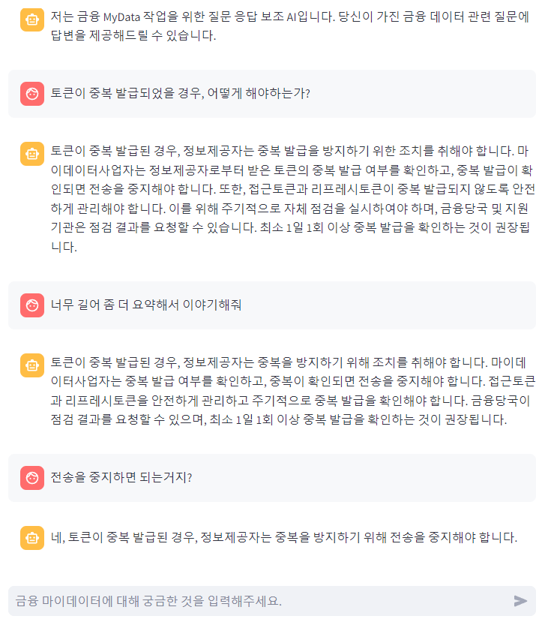 저는 금융 MyData 작업을 위한 질문 응답 보조 AI입니다. 당신이 가진 금융 데이터 관련 질문에
답변을 제공해드릴 수 있습니다.
토큰이 중복 발급되었을 경우, 어떻게 해야하는가?
토큰이 중복 발급된 경우, 정보제공자는 중복 발급을 방지하기 위한 조치를 취해야 합니다. 마
이데이터사업자는 정보제공자로부터 받은 토큰의 중복 발급 여부를 확인하고, 중복 발급이 확
인되면 전송을 중지해야 합니다. 또한, 접근토큰과 리프레시토큰이 중복 발급되지 않도록 안전
하게 관리해야 합니다. 이를 위해 주기적으로 자체 점검을 실시하여야 하며, 금융당국 및 지원
기관은 점검 결과를 요청할 수 있습니다. 최소 1일 1회 이상 중복 발급을 확인하는 것이 권장됩
니다.
너무 길어 좀 더 요약해서 이야기해줘
토큰이 중복 발급된 경우, 정보제공자는 중복을 방지하기 위해 조치를 취해야 합니다. 마이데
이터사업자는 중복 발급 여부를 확인하고, 중복이 확인되면 전송을 중지해야 합니다. 접근토큰
과 리프레시토큰을 안전하게 관리하고 주기적으로 중복 발급을 확인해야 합니다. 금융당국이
점검 결과를 요청할 수 있으며, 최소 1일 1회 이상 중복 발급을 확인하는 것이 권장됩니다.
전송을 중지하면 되는거지?
네, 토큰이 중복 발급된 경우, 정보제공자는 중복을 방지하기 위해 전송을 중지해야 합니다.
금융 마이데이터에 대해 궁금한 것을 입력해주세요.